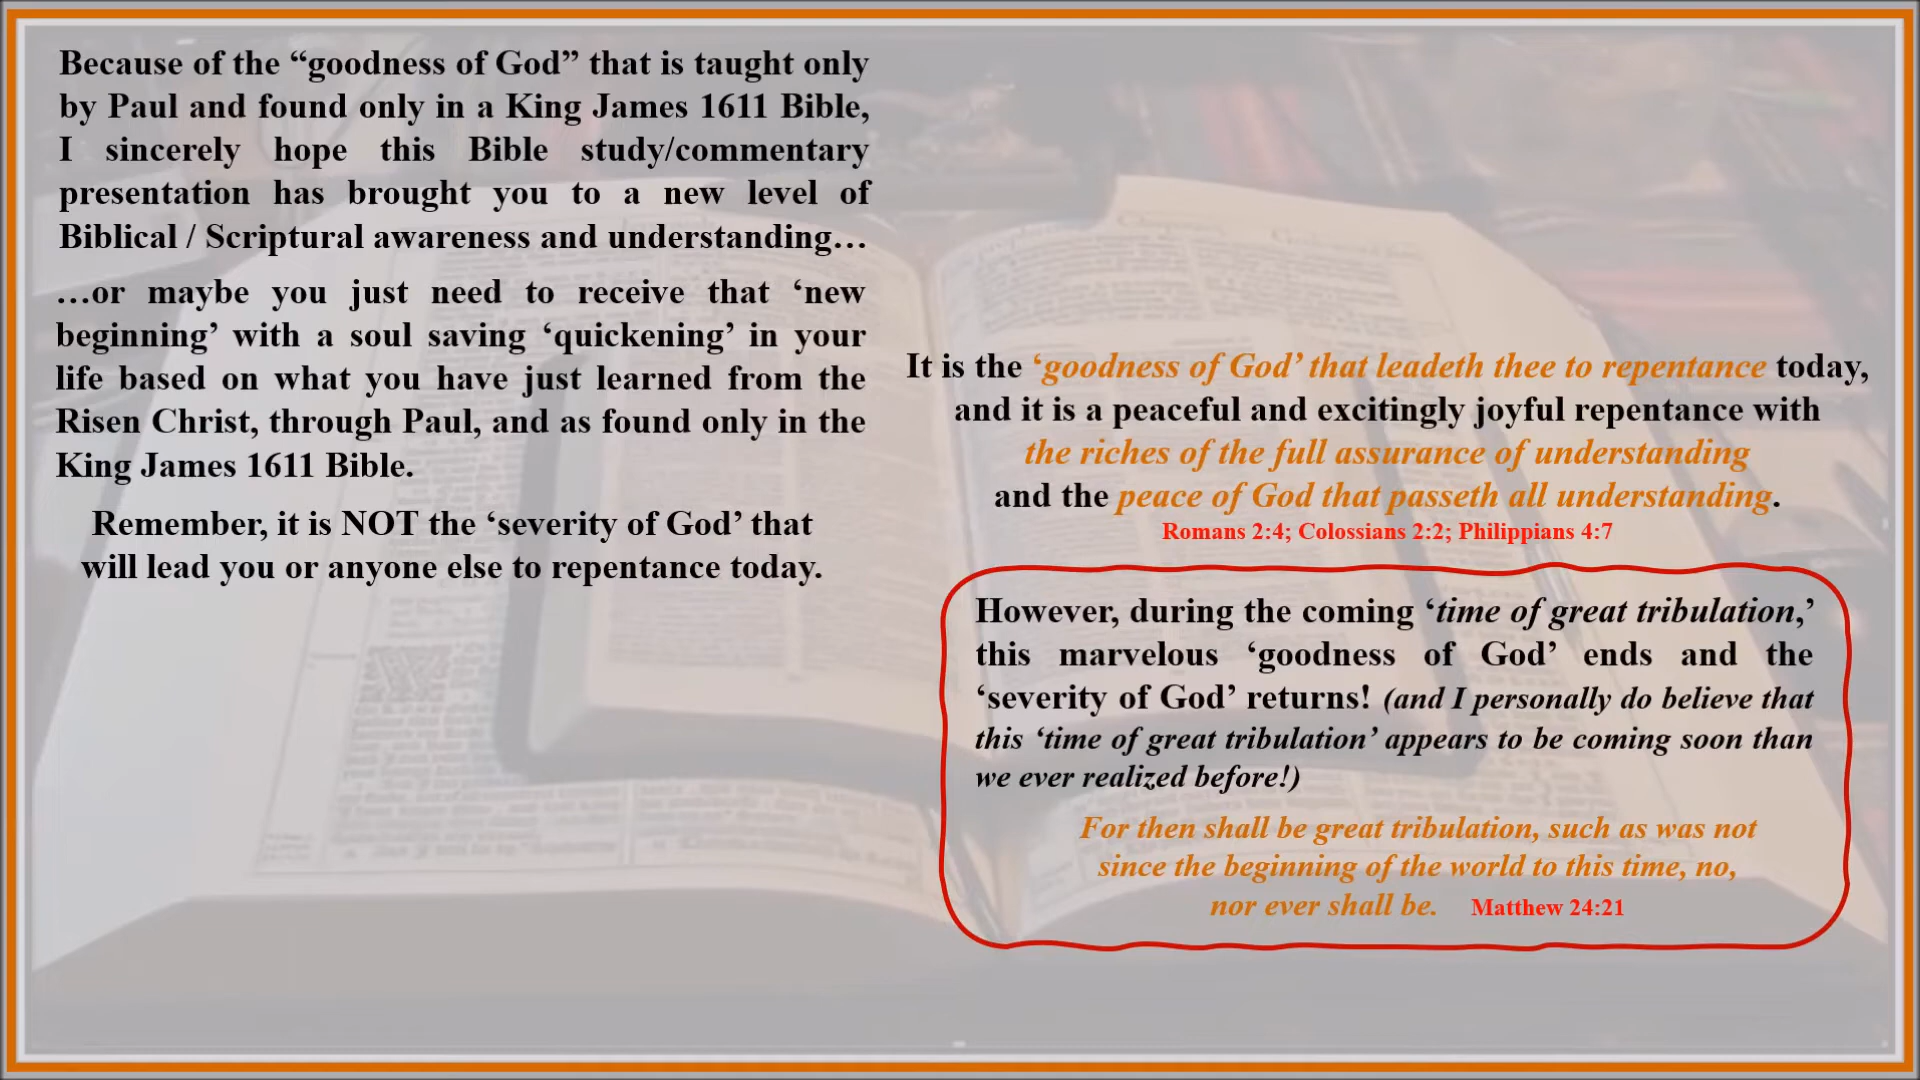 Because of the “goodness of God” that is taught only
by Paul and found only in a King James 1611 Bible,
I sincerely hope this Bible study/commentary
presentation has brought you to a new level of
Biblical / Scriptural awareness and understanding…
…or maybe you just need to receive that ‘new
beginning’ with a soul saving ‘quickening’ in your
life based on what you have just learned from the
Risen Christ, through Paul, and as found only in the
King James 1611 Bible.
Remember, it is NOT the ‘severity of God’ that
will lead you or anyone else to repentance today.
It is the ‘goodness of God’ that leadeth thee to repentance today,
and it is a peaceful and excitingly joyful repentance with
the riches of the full assurance of understanding
and the peace of God that passeth all understanding.
Romans 2:4; Colossians 2:2; Philippians 4:7
However, during the coming ‘time of great tribulation,’
this marvelous ‘goodness of God’ ends and the
‘severity of God’ returns! (and I personally do believe that
this ‘time of great tribulation’ appears to be coming soon than
we ever realized before!)
For then shall be great tribulation, such as was not
since the beginning of the world to this time, no,
nor ever shall be. Matthew 24:21